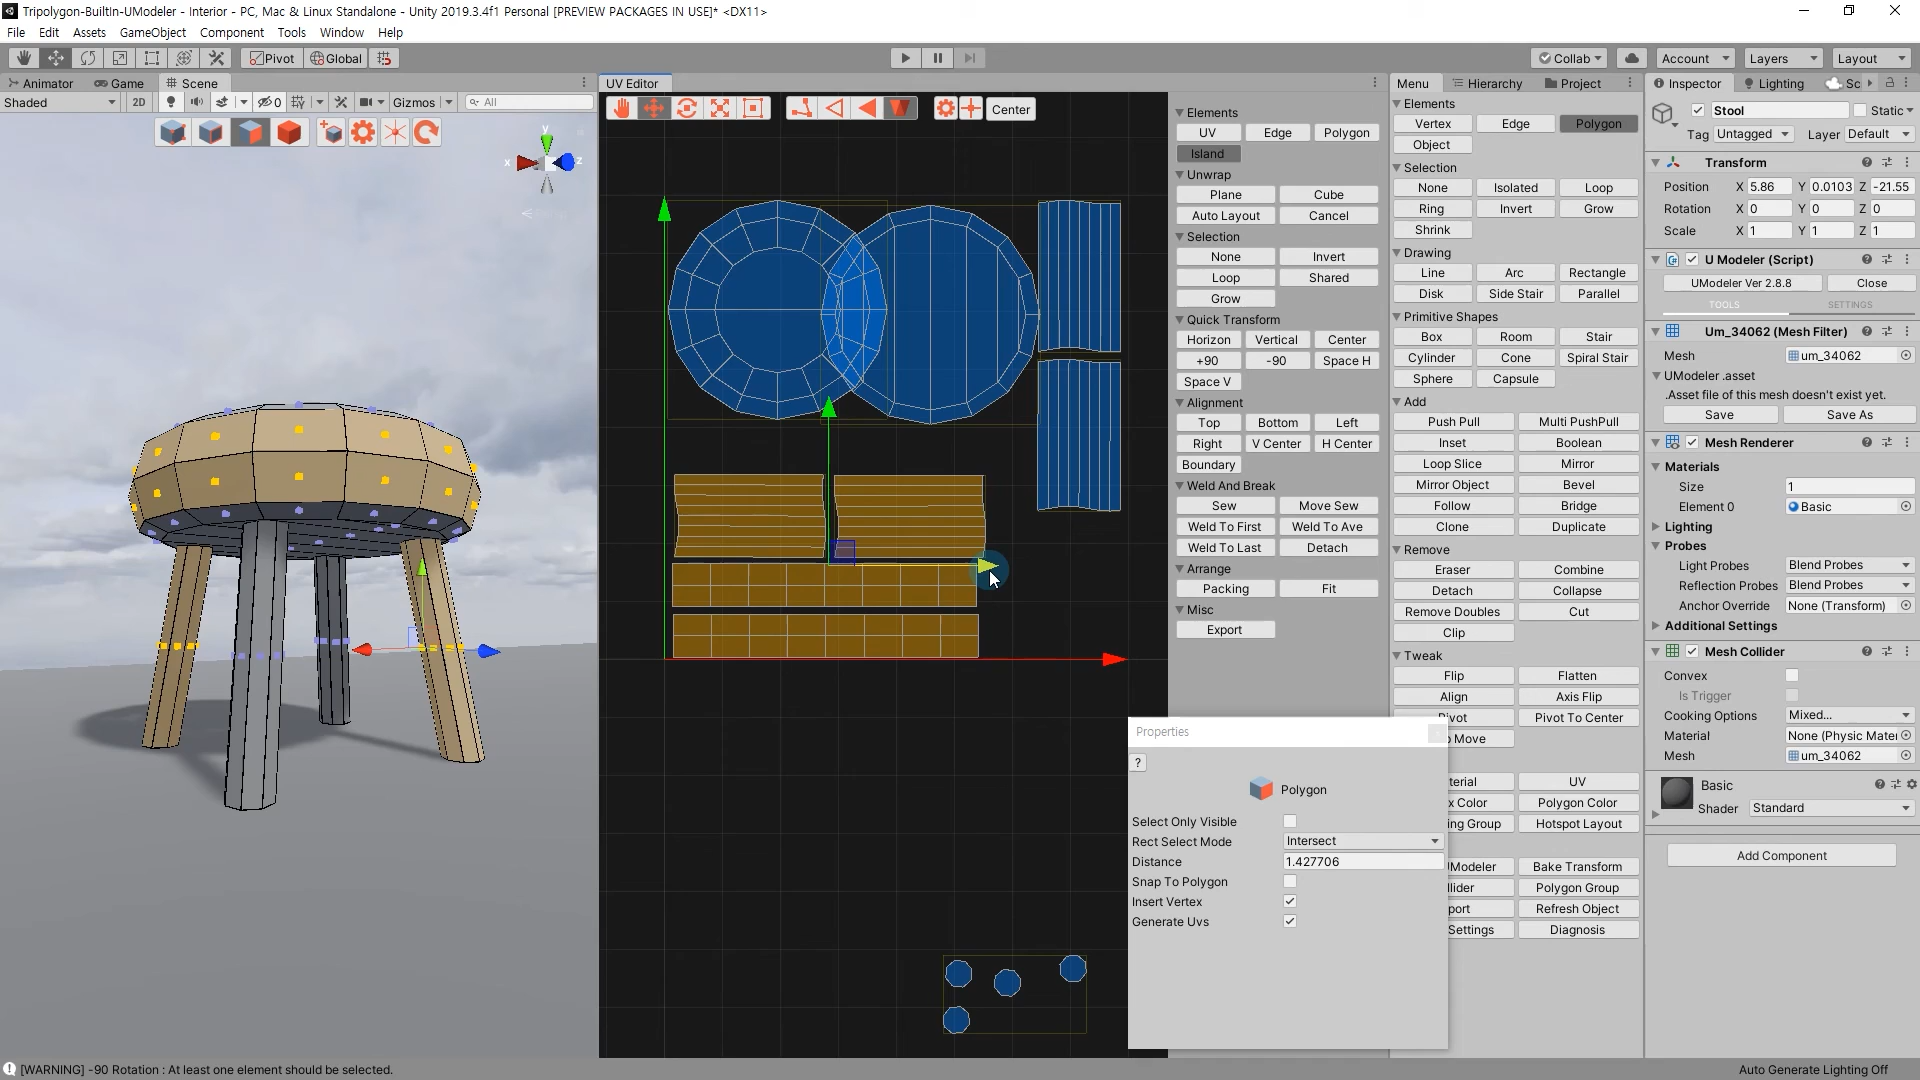 Tripolygon-BuiltIn-UModeler - Interior - PC, Mac & Linux Standalone - Unity 2019.3.4f1 Personal [PREVIEW PACKAGES IN USE]* <DX11>
File Edit Assets GameObject Component Tools Window Help
Pivot Global Collab Account Layers Layout
Animator Game Scene
Shaded 2D 0 Gizmos All
y x z
UV Editor
Center
Elements
UV Edge Polygon
Island
Unwrap
Plane Cube
Auto Layout Cancel
Selection
None Invert
Loop Shared
Grow
Quick Transform
Horizon Vertical Center
+90 -90 Space H
Space V
Alignment
Top Bottom Left
Right V Center H Center
Boundary
Weld And Break
Sew Move Sew
Weld To First Weld To Ave
Weld To Last Detach
Arrange
Packing Fit
Misc
Export
Menu Hierarchy Project
Elements
Vertex Edge Polygon
Object
Selection
None Isolated Loop
Ring Invert Grow
Shrink
Drawing
Line Arc Rectangle
Disk Side Stair Parallel
Primitive Shapes
Box Room Stair
Cylinder Cone Spiral Stair
Sphere Capsule
Add
Push Pull Multi PushPull
Inset Boolean
Loop Slice Mirror
Mirror Object Bevel
Follow Bridge
Clone Duplicate
Remove
Eraser Combine
Detach Collapse
Remove Doubles Cut
Clip
Tweak
Flip Flatten
Align Axis Flip
Pivot Pivot To Center
Move
terial UV
x Color Polygon Color
ing Group Hotspot Layout
Modeler Bake Transform
llider Polygon Group
port Refresh Object
Settings Diagnosis
Properties
?
Polygon
Select Only Visible
Rect Select Mode Intersect
Distance 1.427706
Snap To Polygon
Insert Vertex
Generate Uvs
Inspector Lighting Sc
Stool Static
Tag Untagged Layer Default
Transform
Position X 5.86 Y 0.0103 Z -21.55
Rotation X 0 Y 0 Z 0
Scale X 1 Y 1 Z 1
U Modeler (Script)
UModeler Ver 2.8.8 Close
TOOLS SETTINGS
Um_34062 (Mesh Filter)
Mesh um_34062
UModeler .asset
.Asset file of this mesh doesn't exist yet.
Save Save As
Mesh Renderer
Materials
Size 1
Element 0 Basic
Lighting
Probes
Light Probes Blend Probes
Reflection Probes Blend Probes
Anchor Override None (Transform)
Additional Settings
Mesh Collider
Convex
Is Trigger
Cooking Options Mixed...
Material None (Physic Mater
Mesh um_34062
Basic
Shader Standard
Add Component
[WARNING] -90 Rotation : At least one element should be selected.
Auto Generate Lighting Off